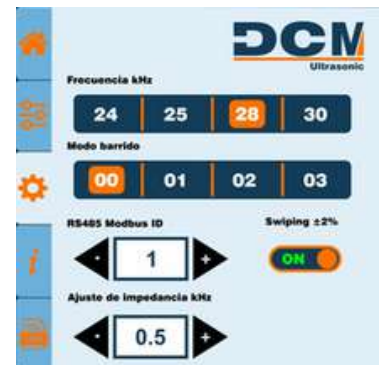 DCM
Ultrasonic
Frecuencia kHz
24 25 28 30
Modo barrido
00 01 02 03
RS485 Modbus ID Swiping ±2%
- 1 + ON
Ajuste de impedancia kHz
- 0.5 +
i